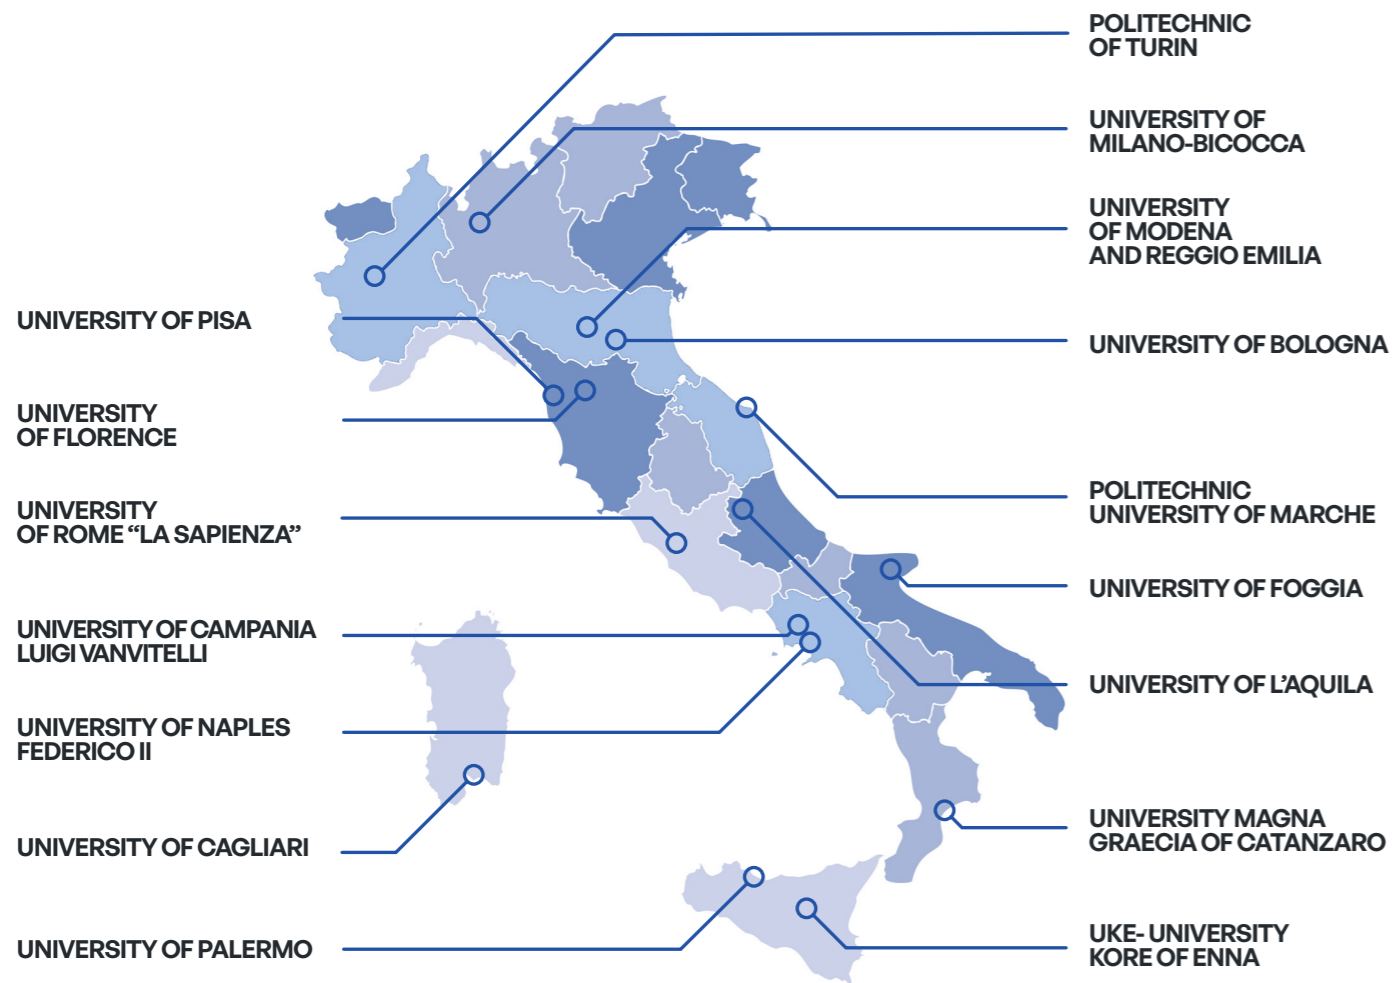 POLITECHNIC
OF TURIN
UNIVERSITY OF
MILANO-BICOCCA
UNIVERSITY
OF MODENA
AND REGGIO EMILIA
UNIVERSITY OF PISA
UNIVERSITY OF BOLOGNA
UNIVERSITY
OF FLORENCE
POLITECHNIC
UNIVERSITY OF MARCHE
UNIVERSITY
OF ROME “LA SAPIENZA”
UNIVERSITY OF FOGGIA
UNIVERSITY OF CAMPANIA
LUIGI VANVITELLI
UNIVERSITY OF L’AQUILA
UNIVERSITY OF NAPLES
FEDERICO II
UNIVERSITY MAGNA
GRAECIA OF CATANZARO
UNIVERSITY OF CAGLIARI
UNIVERSITY OF PALERMO
UKE- UNIVERSITY
KORE OF ENNA